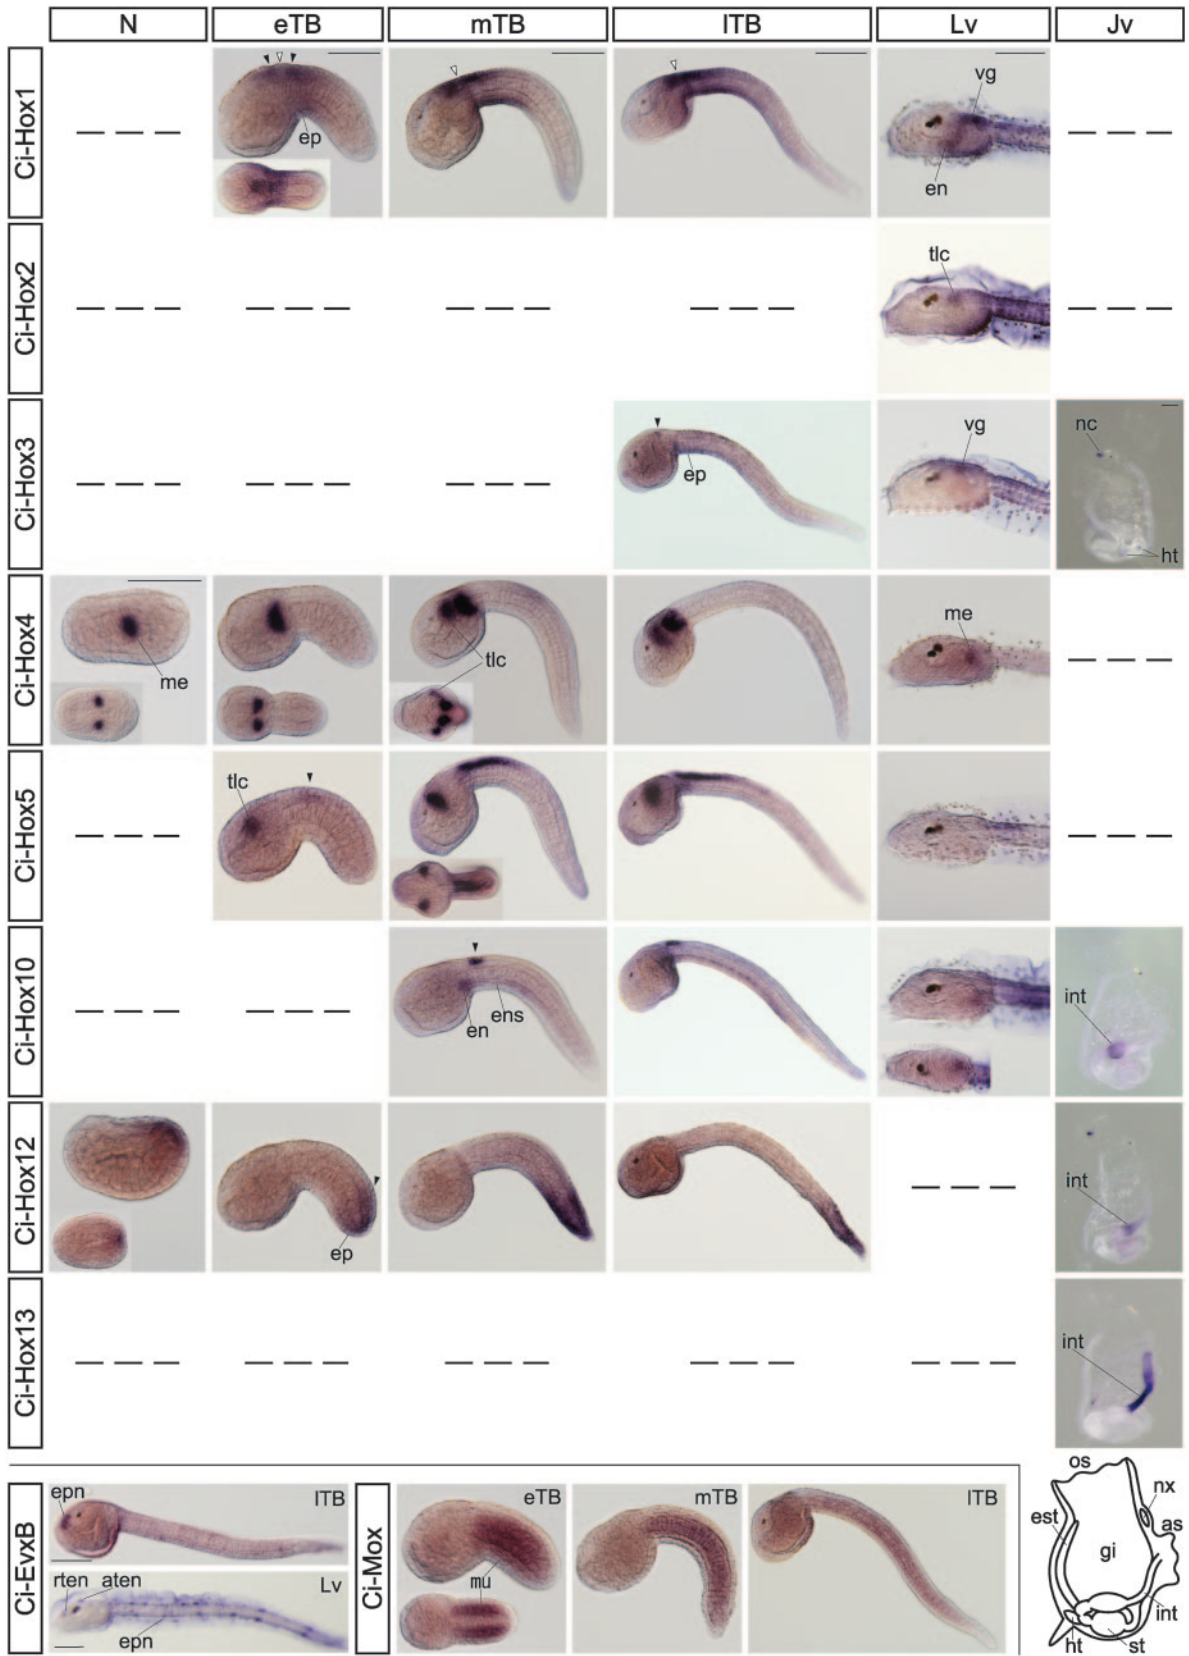 N eTB mTB lTB Lv Jv
Ci-Hox1
ep
vg
en
Ci-Hox2
tlc
Ci-Hox3
ep
vg
nc
ht
Ci-Hox4
me
tlc
me
Ci-Hox5
tlc
Ci-Hox10
en
ens
int
Ci-Hox12
ep
int
Ci-Hox13
int
Ci-EvxB
epn
lTB
rten
aten
Lv
epn
Ci-Mox
eTB
mu
mTB
lTB
os
nx
est
as
gi
int
ht
st